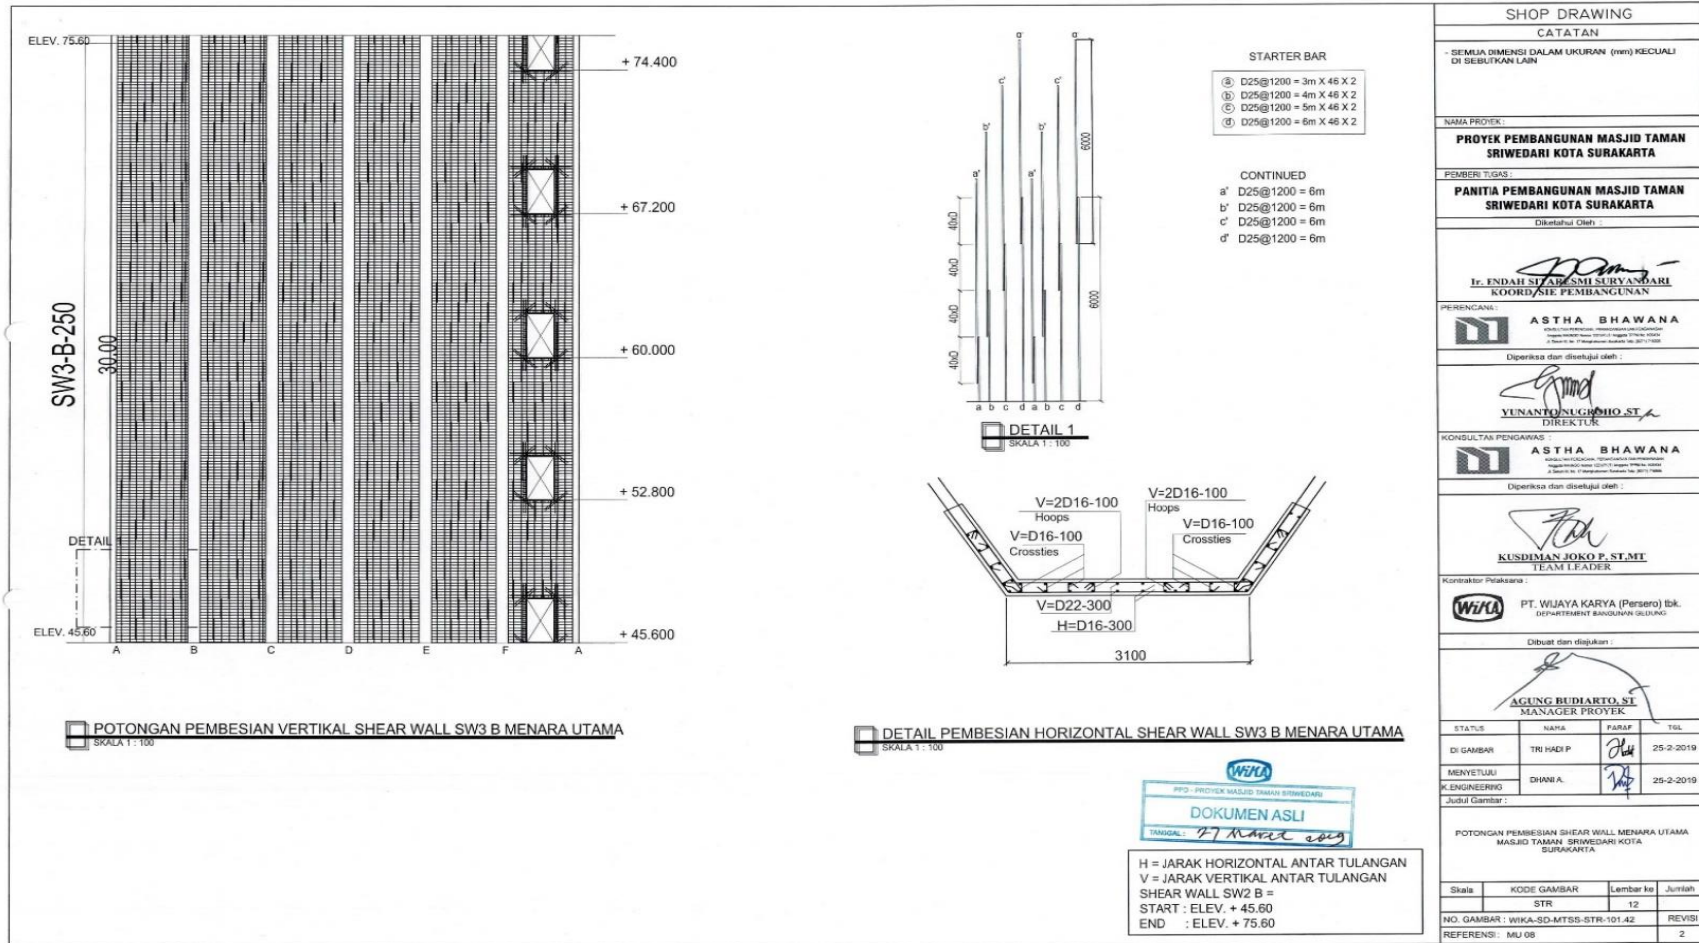 ELEV. 75.60
+ 74.400
+ 67.200
+ 60.000
+ 52.800
+ 45.600
SW3-B-250
30.00
DETAIL 1
ELEV. 45.60
A B C D E F A
POTONGAN PEMBESIAN VERTIKAL SHEAR WALL SW3 B MENARA UTAMA
SKALA 1 : 100
a' b' c' d' a' b' c' d'
6000
6000
40xD
40xD
40xD
40xD
a b c d a b c d
DETAIL 1
SKALA 1 : 100
STARTER BAR
a D25@1200 = 3m X 46 X 2
b D25@1200 = 4m X 46 X 2
c D25@1200 = 5m X 46 X 2
d D25@1200 = 6m X 46 X 2
CONTINUED
a' D25@1200 = 6m
b' D25@1200 = 6m
c' D25@1200 = 6m
d' D25@1200 = 6m
V=2D16-100
Hoops
V=D16-100
Crossties
V=2D16-100
Hoops
V=D16-100
Crossties
V=D22-300
H=D16-300
3100
DETAIL PEMBESIAN HORIZONTAL SHEAR WALL SW3 B MENARA UTAMA
SKALA 1 : 100
WIKA
PPG - PROYEK MASJID TAMAN SRIWEDARI
DOKUMEN ASLI
TANGGAL : 27 Maret 2019
H = JARAK HORIZONTAL ANTAR TULANGAN
V = JARAK VERTIKAL ANTAR TULANGAN
SHEAR WALL SW2 B =
START : ELEV. + 45.60
END : ELEV. + 75.60
SHOP DRAWING
CATATAN
- SEMUA DIMENSI DALAM UKURAN (mm) KECUALI
DI SEBUTKAN LAIN
NAMA PROYEK :
PROYEK PEMBANGUNAN MASJID TAMAN
SRIWEDARI KOTA SURAKARTA
PEMBERI TUGAS :
PANITIA PEMBANGUNAN MASJID TAMAN
SRIWEDARI KOTA SURAKARTA
Diketahui Oleh :
Ir. ENDAH SITARESMI SURYANDARI
KOORD/SIE PEMBANGUNAN
PERENCANA :
ASTHA BHAWANA
Diperiksa dan disetujui oleh :
YUNANTO NUGROHO ,ST
DIREKTUR
KONSULTAN PENGAWAS :
ASTHA BHAWANA
Diperiksa dan disetujui oleh :
KUSDIMAN JOKO P, ST,MT
TEAM LEADER
Kontraktor Pelaksana :
WIKA
PT. WIJAYA KARYA (Persero) tbk.
DEPARTEMENT BANGUNAN GEDUNG
Dibuat dan diajukan :
AGUNG BUDIARTO, ST
MANAGER PROYEK
STATUS NAMA PARAF TGL
DI GAMBAR TRI HADI P 25-2-2019
MENYETUJUI
K.ENGINEERING DHANI A. 25-2-2019
Judul Gambar :
POTONGAN PEMBESIAN SHEAR WALL MENARA UTAMA
MASJID TAMAN SRIWEDARI KOTA
SURAKARTA
Skala KODE GAMBAR Lembar ke Jumlah
STR 12
NO. GAMBAR : WIKA-SD-MTSS-STR-101.42 REVISI
REFERENSI : MU 08 2